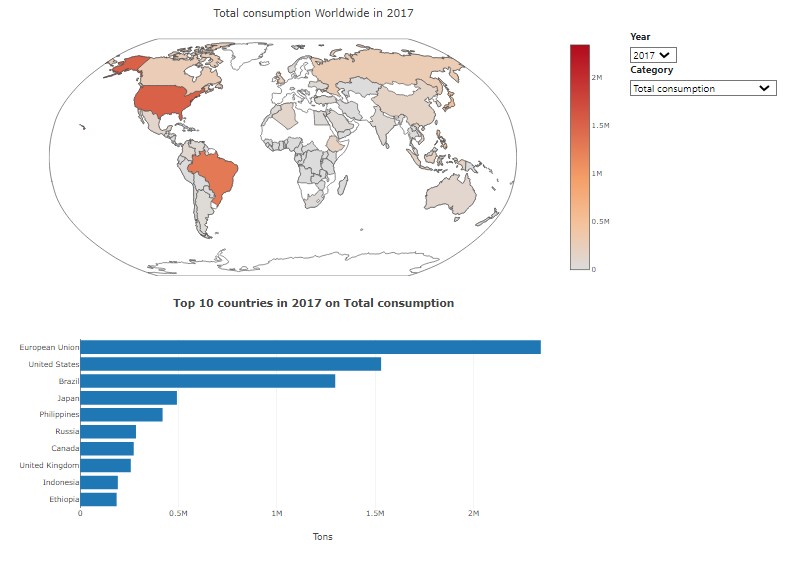 Total consumption Worldwide in 2017
Year
2017
Category
Total consumption
2M
1.5M
1M
0.5M
0
Top 10 countries in 2017 on Total consumption
European Union
United States
Brazil
Japan
Philippines
Russia
Canada
United Kingdom
Indonesia
Ethiopia
0 0.5M 1M 1.5M 2M
Tons